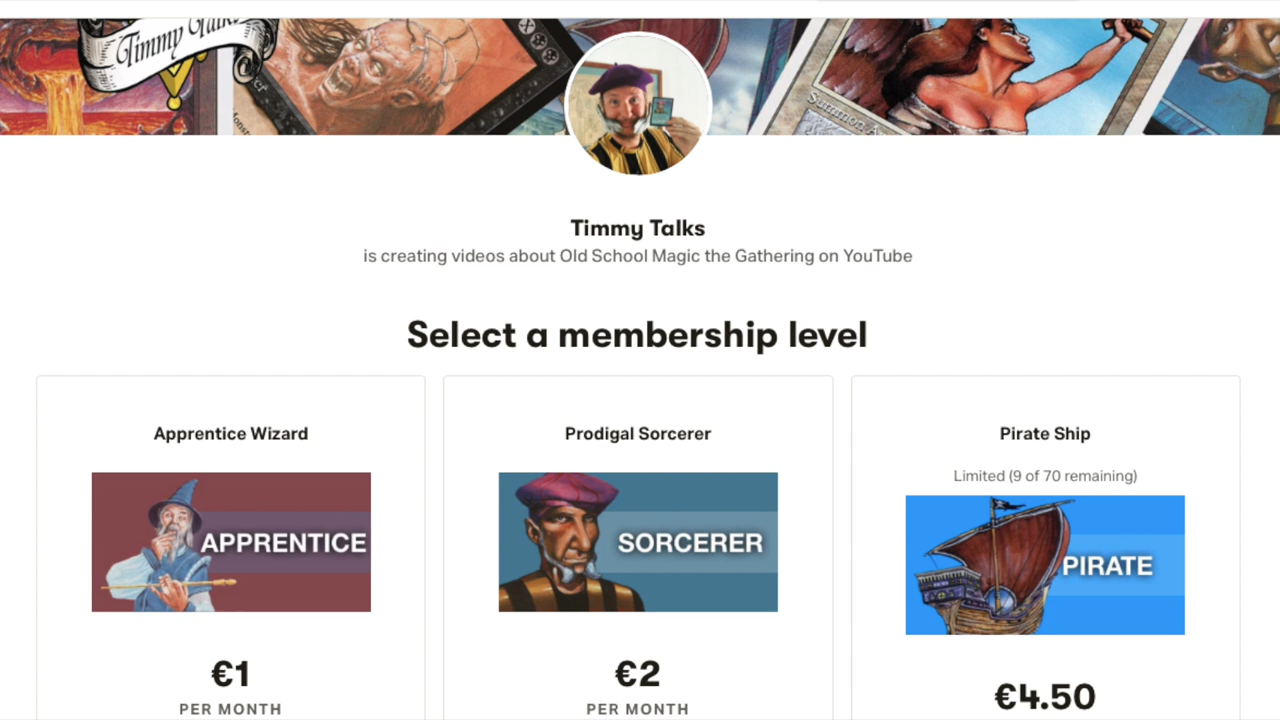 Timmy Talks
Summon A
Timmy Talks
is creating videos about Old School Magic the Gathering on YouTube
Select a membership level
Apprentice Wizard
Prodigal Sorcerer
Pirate Ship
Limited (9 of 70 remaining)
APPRENTICE
SORCERER
PIRATE
€1
€2
€4.50
PER MONTH
PER MONTH